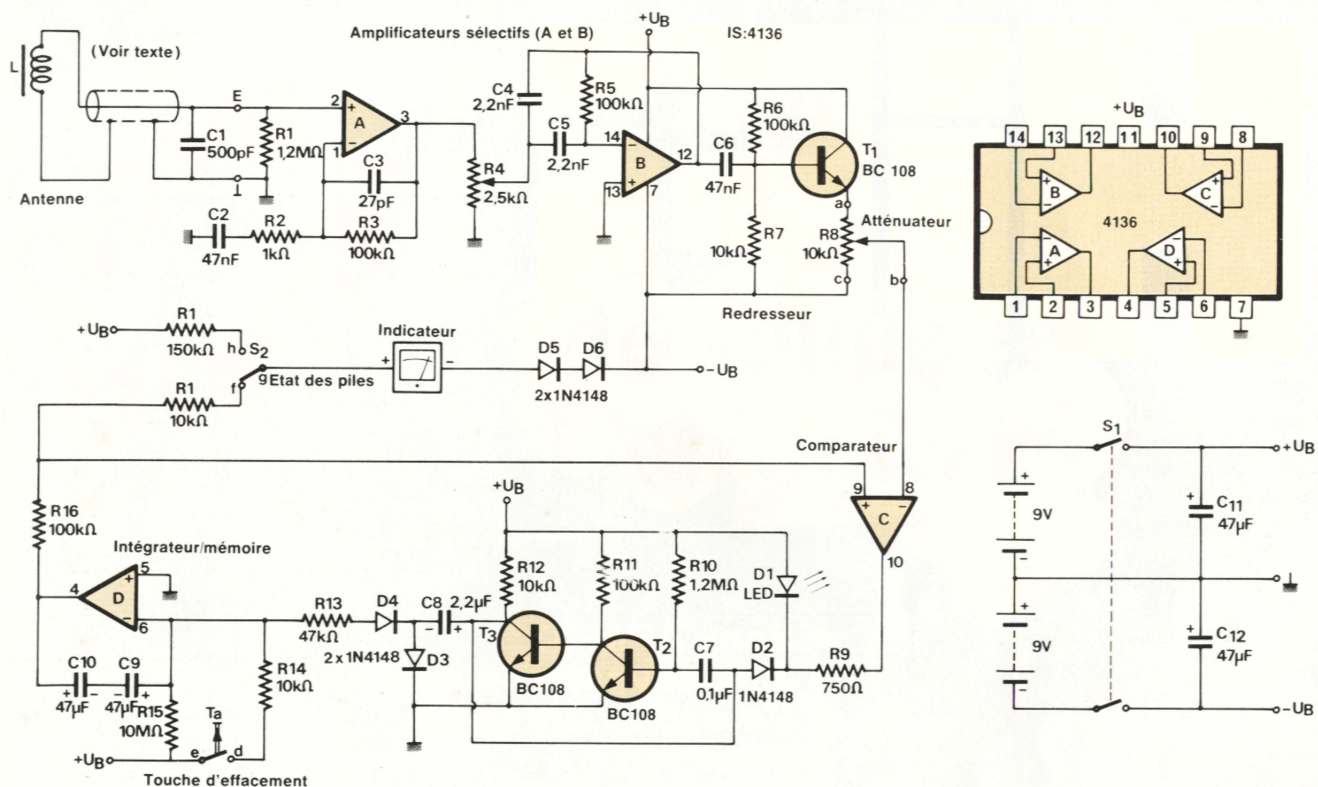 Amplificateurs sélectifs (A et B)
+UB
IS:4136
L
(Voir texte)
Antenne
E
⊥
C1
500pF
R1
1,2MΩ
2
+
A
3
1
−
C3
27pF
R3
100kΩ
C2
47nF
R2
1kΩ
R4
2,5kΩ
C4
2,2nF
C5
2,2nF
R5
100kΩ
14
−
B
12
+
13
7
C6
47nF
R6
100kΩ
T1
BC 108
R7
10kΩ
a
Atténuateur
R8
10kΩ
c
b
Redresseur
+UB
14
13
12
11
10
9
8
+
−
B
+
−
C
4136
−
+
A
−
+
D
1
2
3
4
5
6
7
+UB
R1
150kΩ
h
S2
9
f
Etat des piles
R1
10kΩ
Indicateur
+
−
D5
D6
2x1N4148
−UB
Comparateur
9
8
+
−
C
10
R16
100kΩ
Intégrateur/mémoire
4
D
5
+
−
6
C10
+
−
47µF
C9
−
+
47µF
R15
10MΩ
Ta
e
d
+UB
Touche d'effacement
R14
10kΩ
R13
47kΩ
D4
2x1N4148
D3
C8
2,2µF
+
+UB
R12
10kΩ
T3
BC108
R11
100kΩ
T2
BC108
R10
1,2MΩ
C7
0,1µF
D1
LED
D2
1N4148
R9
750Ω
S1
+
9V
−
+
9V
−
+
C11
47µF
+
C12
47µF
+UB
⊥
−UB